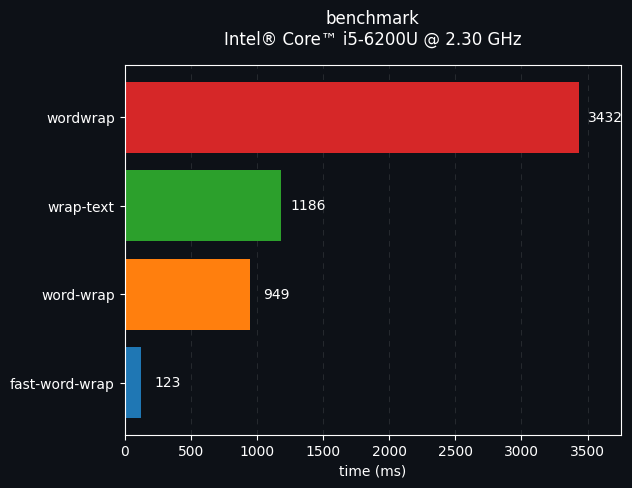 benchmark
Intel® Core™ i5-6200U @ 2.30 GHz
wordwrap 3432
wrap-text 1186
word-wrap 949
fast-word-wrap 123
0 500 1000 1500 2000 2500 3000 3500
time (ms)